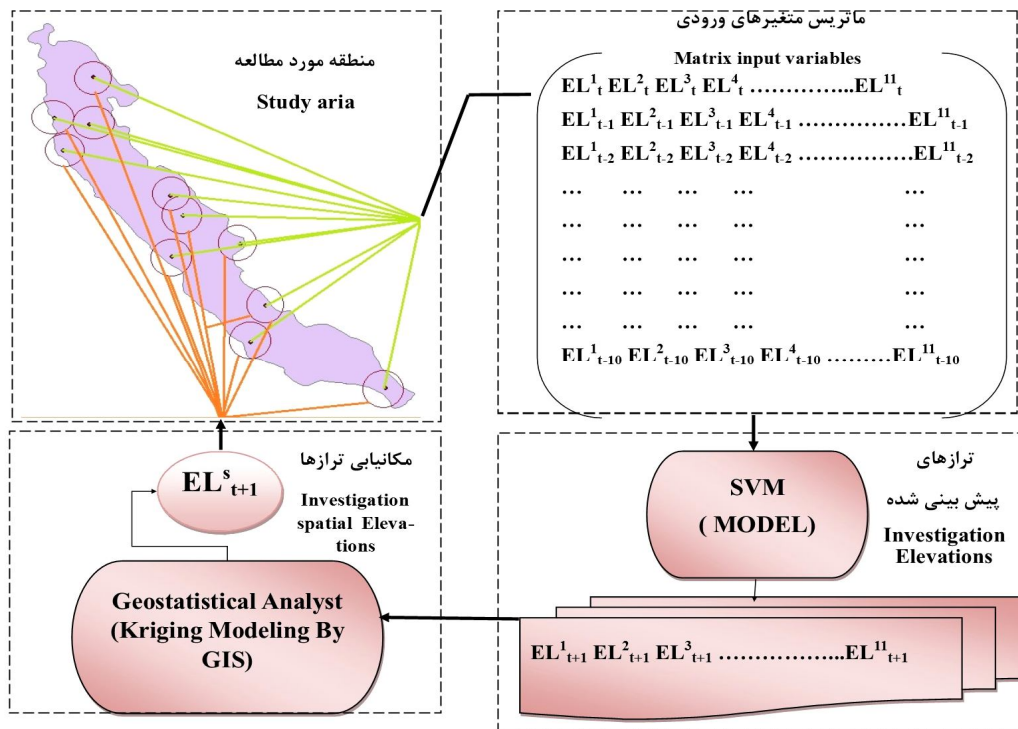 منطقه مورد مطالعه
Study aria
ماتریس متغیرهای ورودی
Matrix input variables
EL¹ₜ EL²ₜ EL³ₜ EL⁴ₜ …………...EL¹¹ₜ
EL¹ₜ₋₁ EL²ₜ₋₁ EL³ₜ₋₁ EL⁴ₜ₋₁ ……………EL¹¹ₜ₋₁
EL¹ₜ₋₂ EL²ₜ₋₂ EL³ₜ₋₂ EL⁴ₜ₋₂ ………………EL¹¹ₜ₋₂
… … … … …
… … … … …
… … … … …
… … … … …
… … … … …
EL¹ₜ₋₁₀ EL²ₜ₋₁₀ EL³ₜ₋₁₀ EL⁴ₜ₋₁₀ ………EL¹¹ₜ₋₁₀
SVM
( MODEL)
ترازهای
پیش بینی شده
Investigation
Elevations
EL¹ₜ₊₁ EL²ₜ₊₁ EL³ₜ₊₁ …………………...EL¹¹ₜ₊₁
Geostatistical Analyst
(Kriging Modeling By
GIS)
ELˢₜ₊₁
مکانیابی ترازها
Investigation
spatial Eleva-
tions